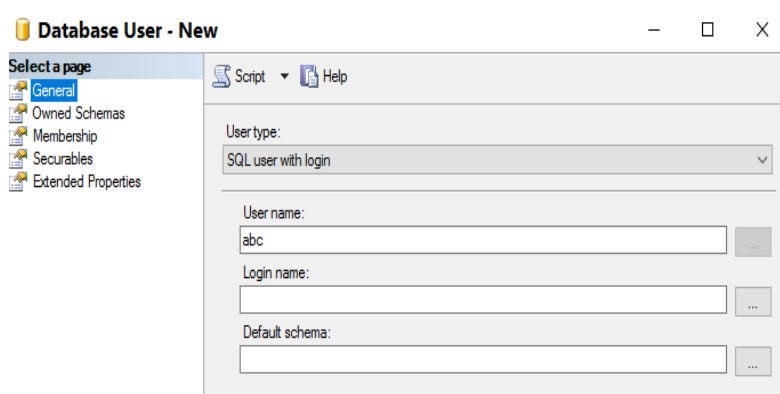 Database User - New
Select a page
General
Owned Schemas
Membership
Securables
Extended Properties
Script
Help
User type:
SQL user with login
User name:
abc
...
Login name:
...
Default schema:
...